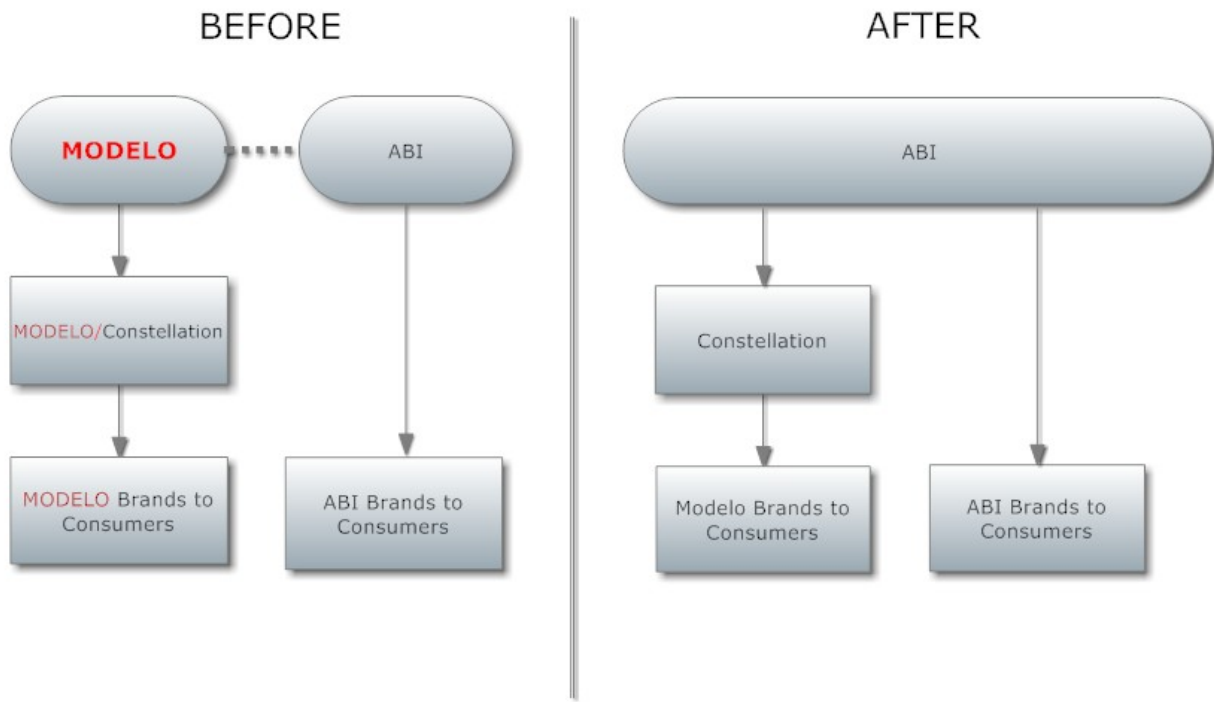 BEFORE
MODELO
ABI
MODELO/Constellation
MODELO Brands to
Consumers
ABI Brands to
Consumers
AFTER
ABI
Constellation
Modelo Brands to
Consumers
ABI Brands to
Consumers